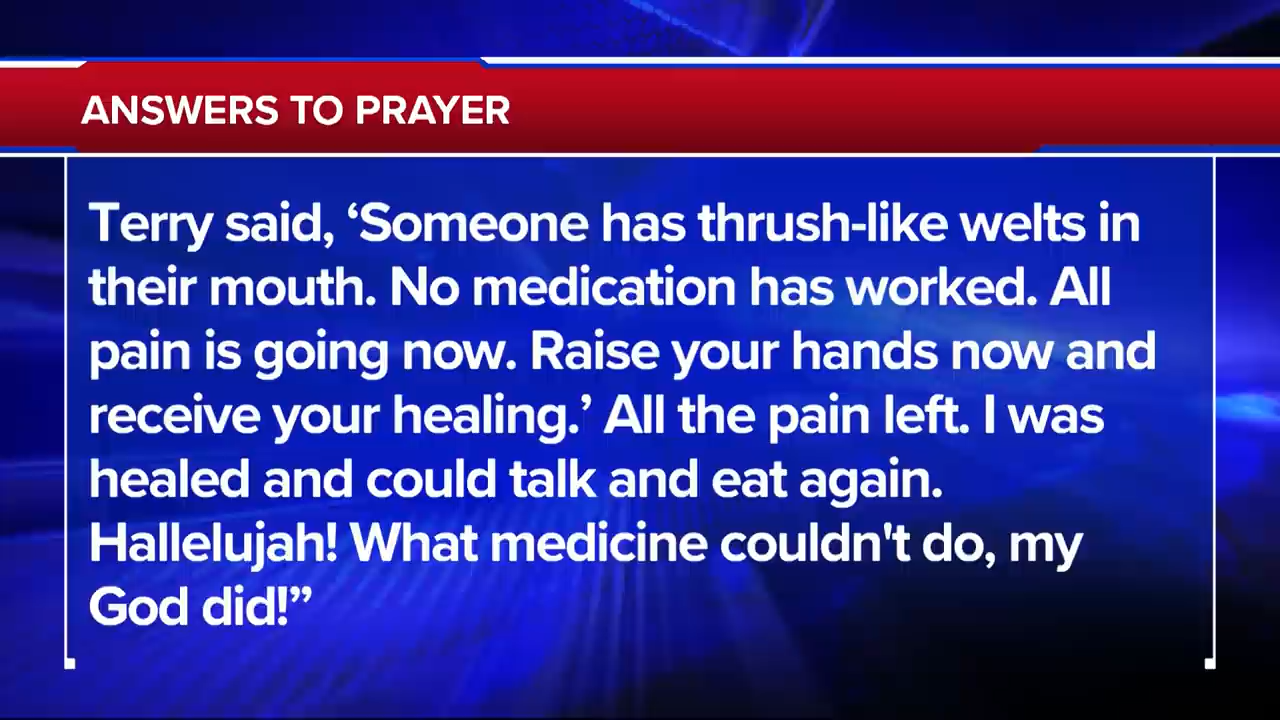 ANSWERS TO PRAYER
Terry said, ‘Someone has thrush-like welts in
their mouth. No medication has worked. All
pain is going now. Raise your hands now and
receive your healing.’ All the pain left. I was
healed and could talk and eat again.
Hallelujah! What medicine couldn't do, my
God did!”